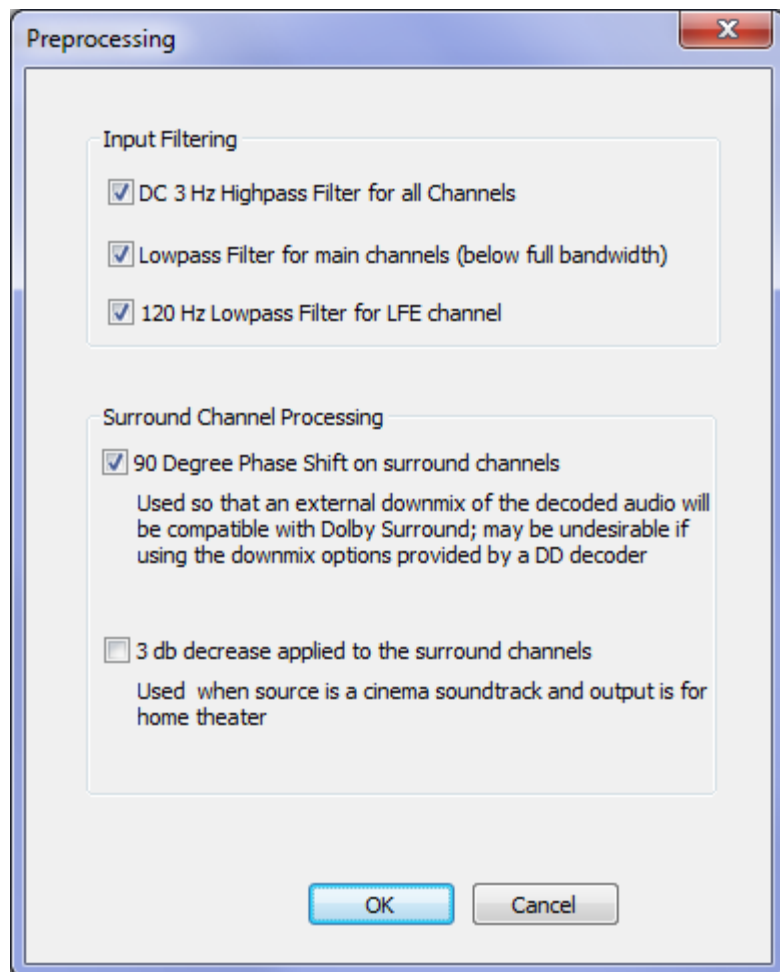 Preprocessing
Input Filtering
DC 3 Hz Highpass Filter for all Channels
Lowpass Filter for main channels (below full bandwidth)
120 Hz Lowpass Filter for LFE channel
Surround Channel Processing
90 Degree Phase Shift on surround channels
Used so that an external downmix of the decoded audio will
be compatible with Dolby Surround; may be undesirable if
using the downmix options provided by a DD decoder
3 db decrease applied to the surround channels
Used  when source is a cinema soundtrack and output is for
home theater
OK
Cancel